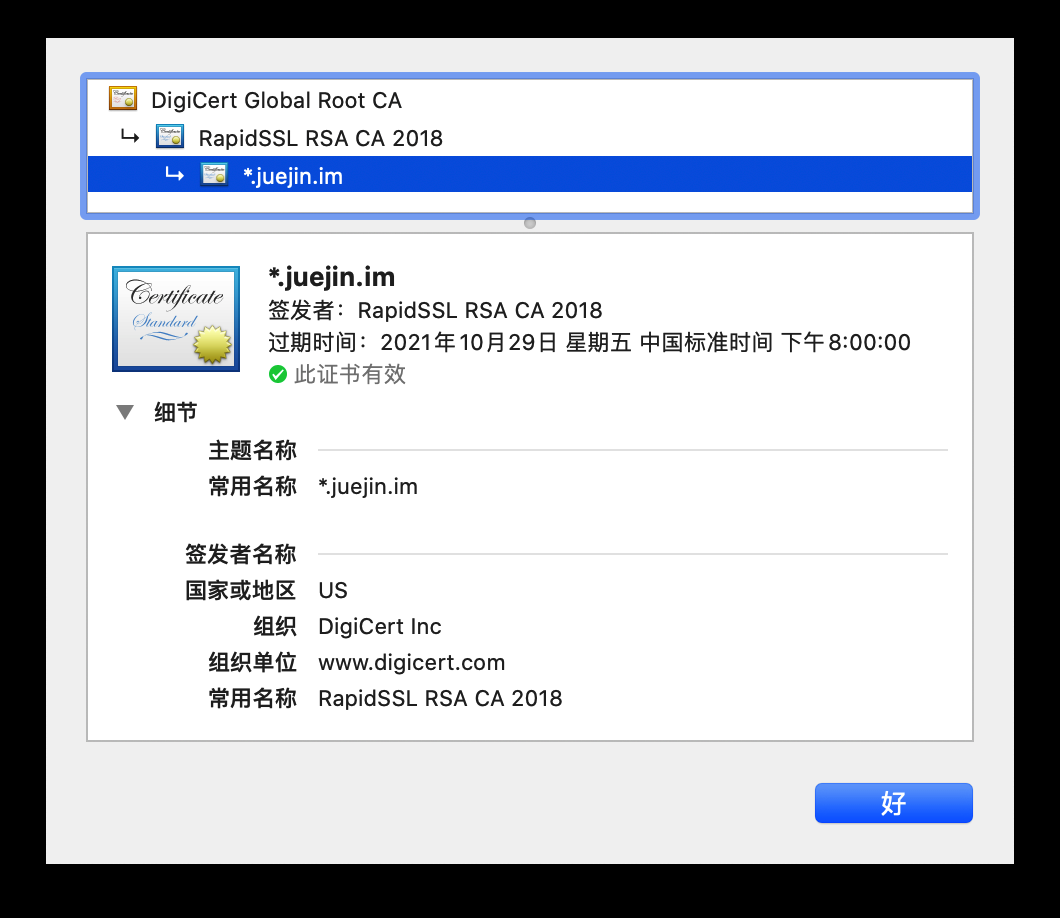 DigiCert Global Root CA
RapidSSL RSA CA 2018
*.juejin.im
Certificate
Standard
*.juejin.im
签发者：RapidSSL RSA CA 2018
过期时间：2021年10月29日 星期五 中国标准时间 下午8:00:00
此证书有效
细节
主题名称
常用名称 *.juejin.im
签发者名称
国家或地区 US
组织 DigiCert Inc
组织单位 www.digicert.com
常用名称 RapidSSL RSA CA 2018
好